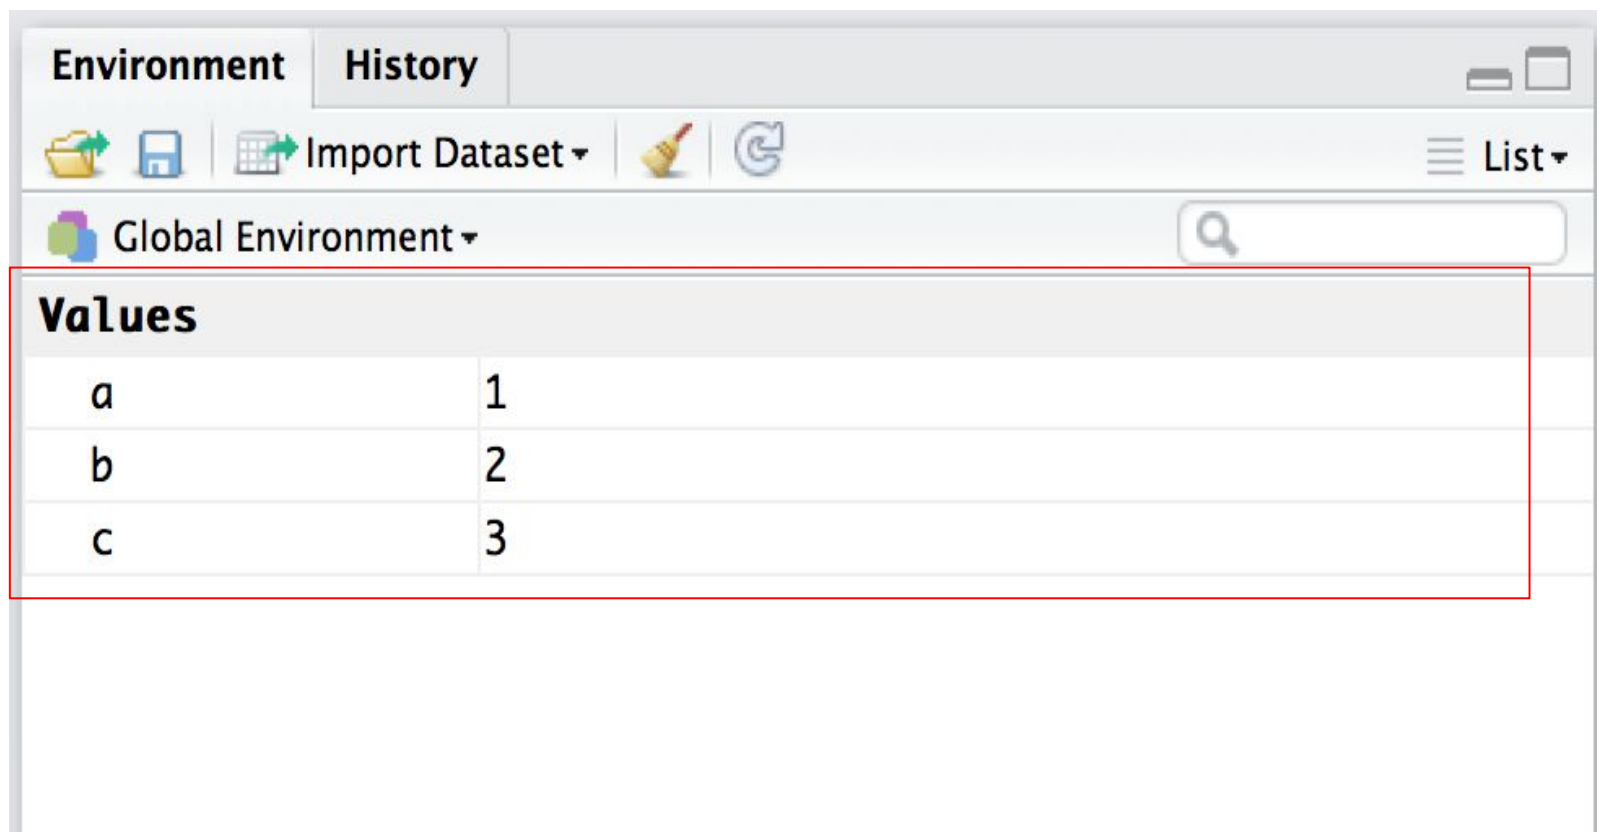 Environment History
Import Dataset List
Global Environment
Values
a 1
b 2
c 3